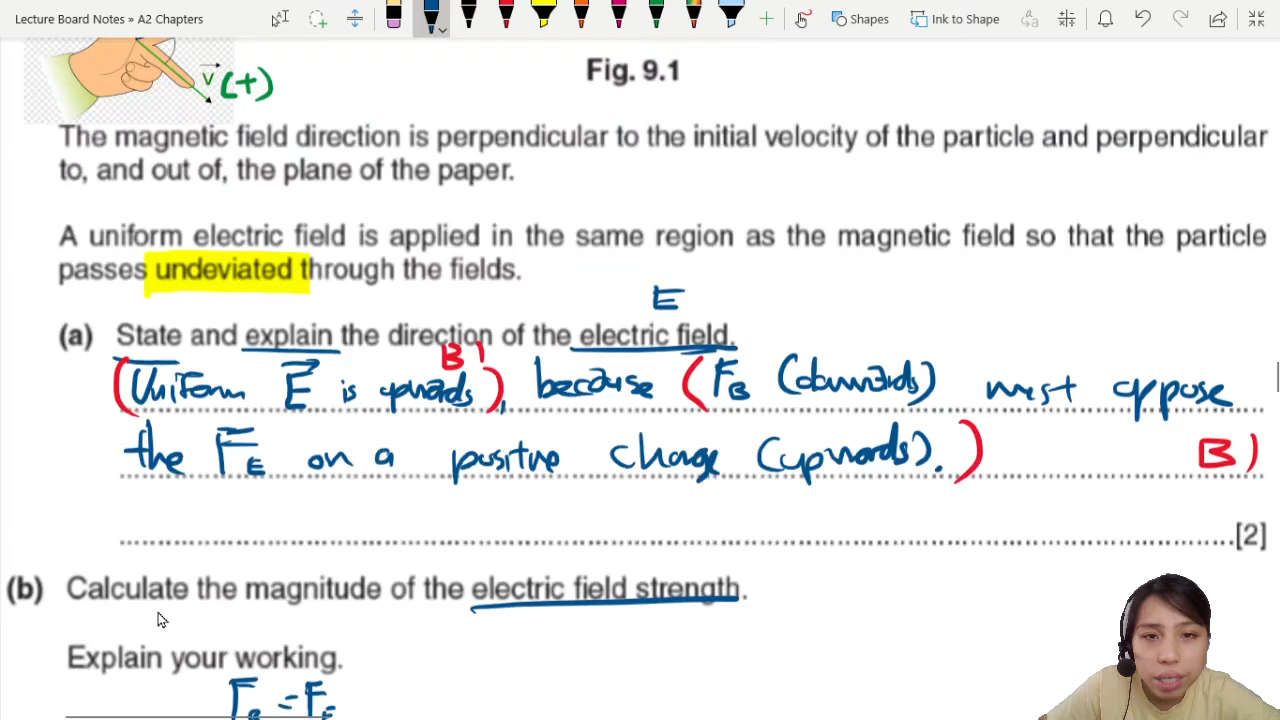 Lecture Board Notes » A2 Chapters
Shapes
Ink to Shape
v (+)
Fig. 9.1
The magnetic field direction is perpendicular to the initial velocity of the particle and perpendicular
to, and out of, the plane of the paper.
A uniform electric field is applied in the same region as the magnetic field so that the particle
passes undeviated through the fields.
E
(a) State and explain the direction of the electric field.
B1
(Uniform E is upwards), because (FB (downwards) must oppose
the FE on a positive charge (upwards).) B1
[2]
(b) Calculate the magnitude of the electric field strength.
Explain your working.
FB = FE